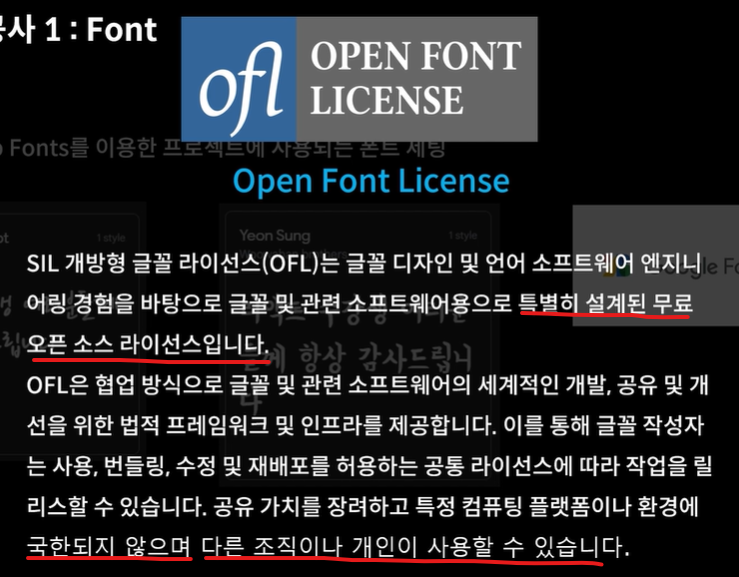 공사 1 : Font
ofl OPEN FONT LICENSE
Fonts를 이용한 프로젝트에 사용되는 폰트 세팅
Open Font License
1 style
Yeon Sung
1 style
SIL 개방형 글꼴 라이선스(OFL)는 글꼴 디자인 및 언어 소프트웨어 엔지니
어링 경험을 바탕으로 글꼴 및 관련 소프트웨어용으로 특별히 설계된 무료
오픈 소스 라이선스입니다.
항상 감사드립니
다
OFL은 협업 방식으로 글꼴 및 관련 소프트웨어의 세계적인 개발, 공유 및 개
선을 위한 법적 프레임워크 및 인프라를 제공합니다. 이를 통해 글꼴 작성자
는 사용, 번들링, 수정 및 재배포를 허용하는 공통 라이선스에 따라 작업을 릴
리스할 수 있습니다. 공유 가치를 장려하고 특정 컴퓨팅 플랫폼이나 환경에
국한되지 않으며 다른 조직이나 개인이 사용할 수 있습니다.